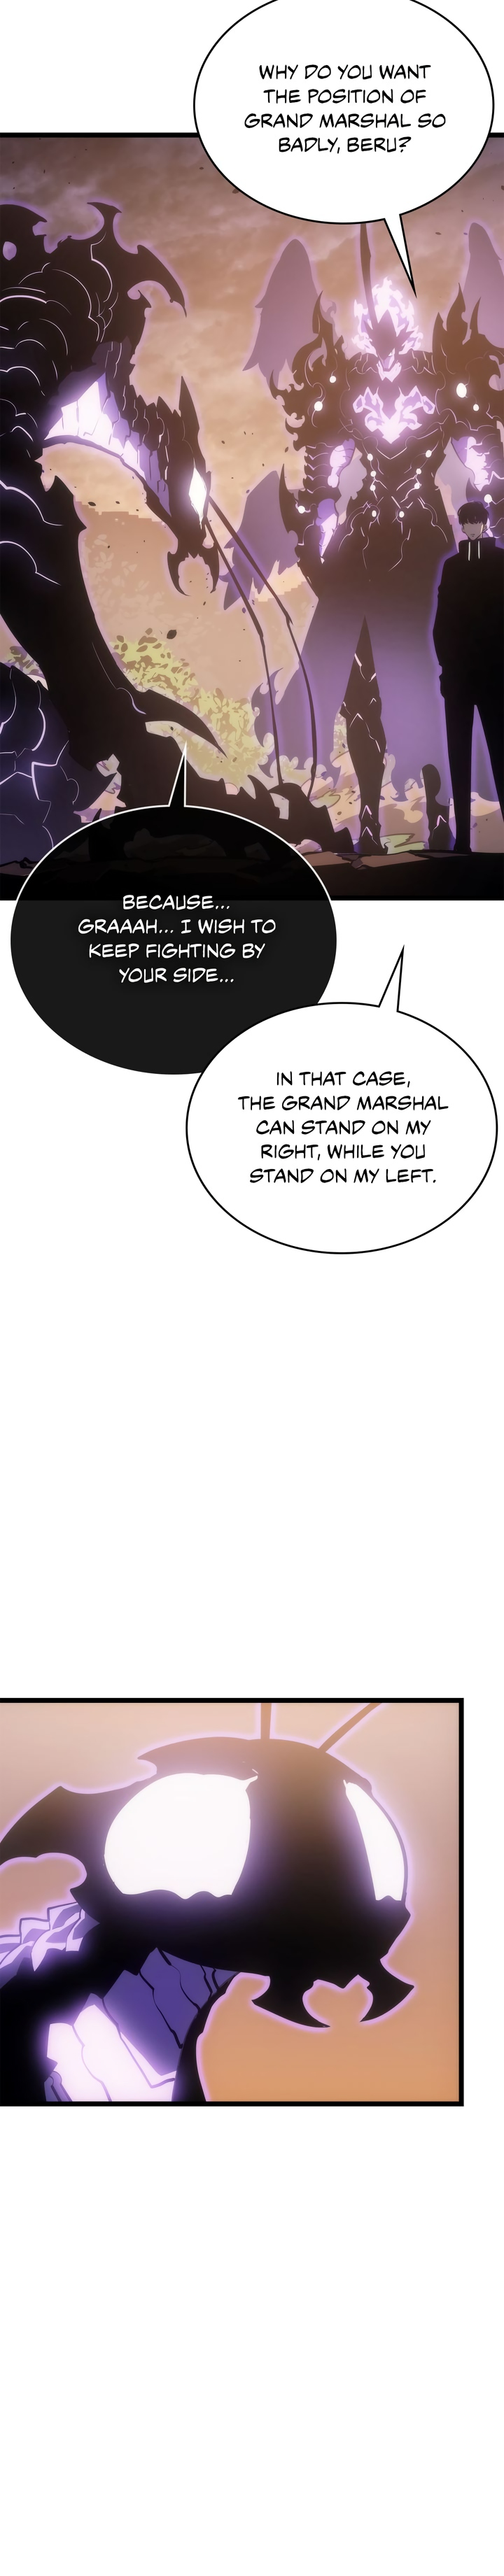 WHY DO YOU WANT
THE POSITION OF
GRAND MARSHAL SO
BADLY, BERU?
BECAUSE...
GRAAAH... I WISH TO
KEEP FIGHTING BY
YOUR SIDE...
IN THAT CASE,
THE GRAND MARSHAL
CAN STAND ON MY
RIGHT, WHILE YOU
STAND ON MY LEFT.